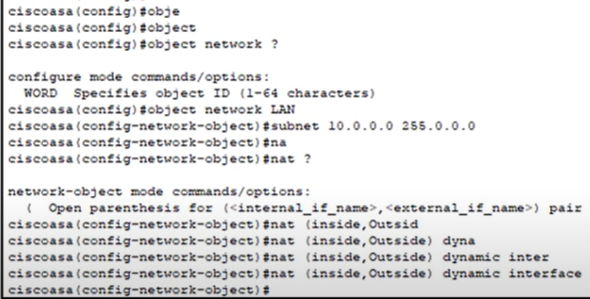 ciscoasa(config)#obje
ciscoasa(config)#object
ciscoasa(config)#object network ?
configure mode commands/options:
WORD Specifies object ID (1-64 characters)
ciscoasa(config)#object network LAN
ciscoasa(config-network-object)#subnet 10.0.0.0 255.0.0.0
ciscoasa(config-network-object)#na
ciscoasa(config-network-object)#nat ?
network-object mode commands/options:
( Open parenthesis for (<internal_if_name>,<external_if_name>) pair
ciscoasa(config-network-object)#nat (inside,Outsid
ciscoasa(config-network-object)#nat (inside,Outside) dyna
ciscoasa(config-network-object)#nat (inside,Outside) dynamic inter
ciscoasa(config-network-object)#nat (inside,Outside) dynamic interface
ciscoasa(config-network-object)#